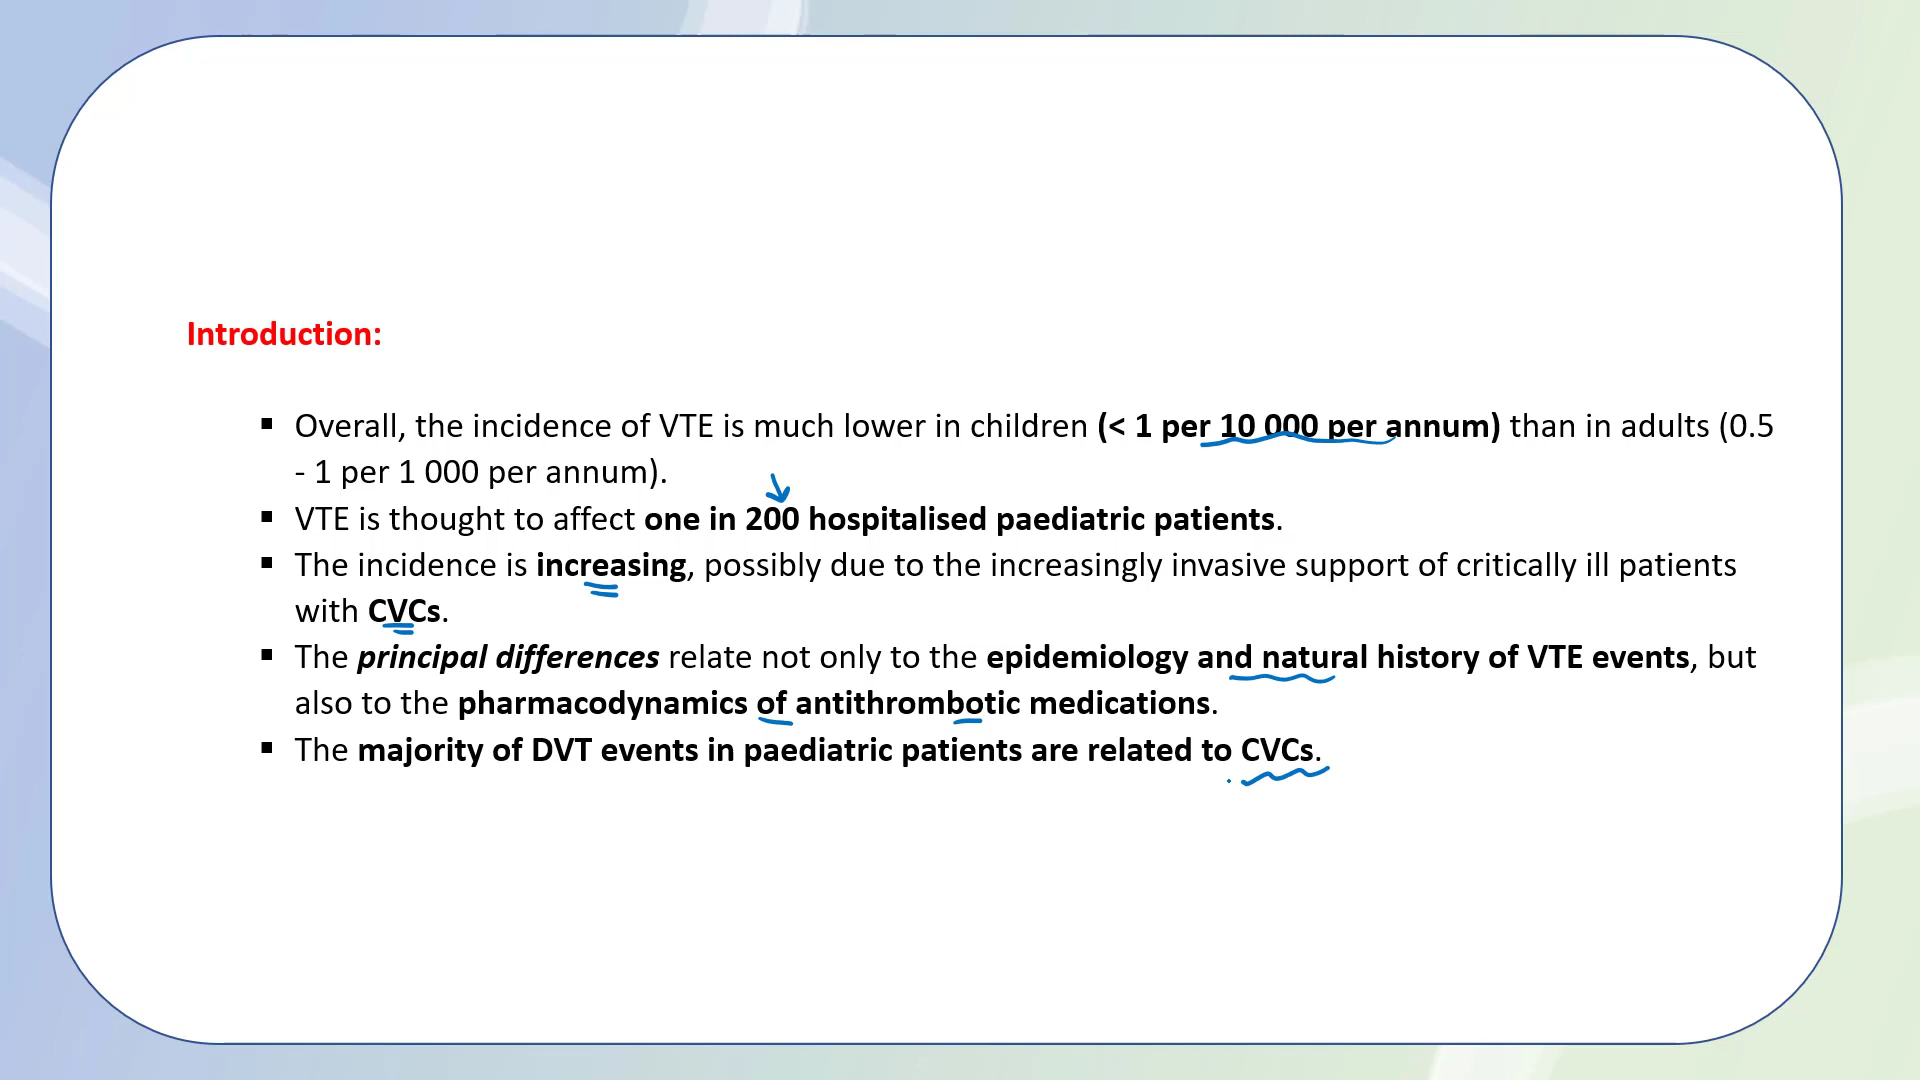 Introduction:
▪ Overall, the incidence of VTE is much lower in children (< 1 per 10 000 per annum) than in adults (0.5
- 1 per 1 000 per annum).
▪ VTE is thought to affect one in 200 hospitalised paediatric patients.
▪ The incidence is increasing, possibly due to the increasingly invasive support of critically ill patients
with CVCs.
▪ The principal differences relate not only to the epidemiology and natural history of VTE events, but
also to the pharmacodynamics of antithrombotic medications.
▪ The majority of DVT events in paediatric patients are related to CVCs.